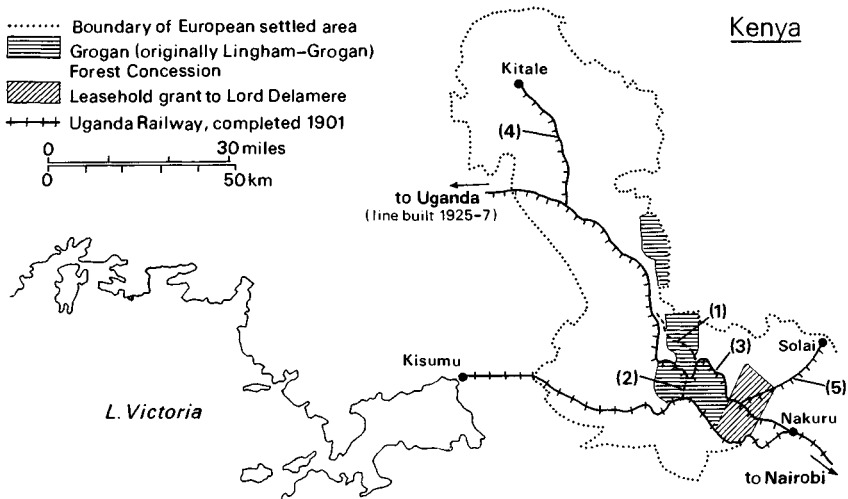 Kenya
Boundary of European settled area
Grogan (originally Lingham–Grogan)
Forest Concession
Leasehold grant to Lord Delamere
Uganda Railway, completed 1901
0 30 miles
0 50 km
Kitale
(4)
to Uganda
(line built 1925–7)
(1)
(3)
Solai
Kisumu
(2)
(5)
L. Victoria
Nakuru
to Nairobi